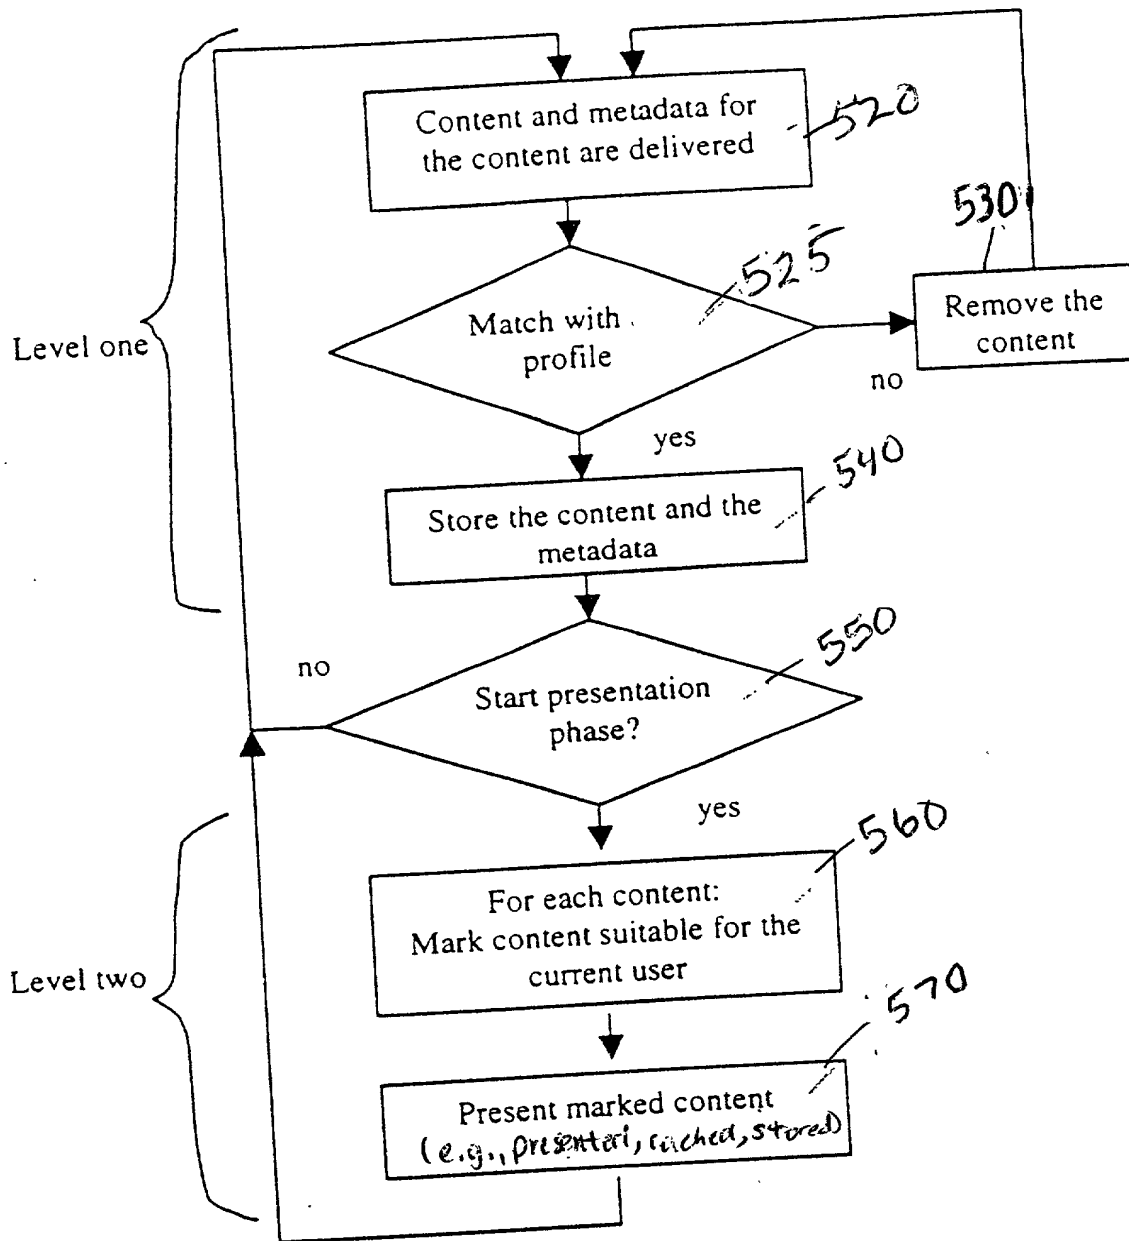 Content and metadata for
the content are delivered
520
530
525
Match with
profile
Remove the
content
Level one
no
yes
540
Store the content and the
metadata
550
no
Start presentation
phase?
yes
560
For each content:
Mark content suitable for the
current user
Level two
570
Present marked content
(e.g., presented, cached, stored)